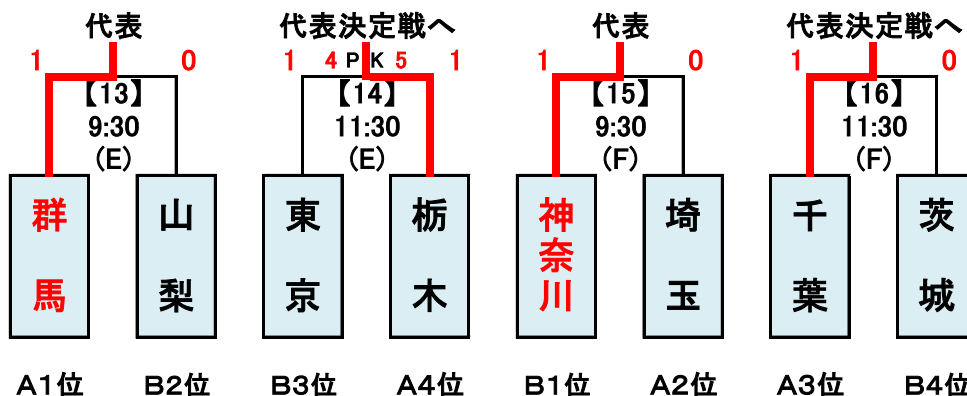 代表 代表決定戦へ 代表 代表決定戦へ
1 0 1 4 PK 5 1 1 0 1 0
【13】 【14】 【15】 【16】
9:30 11:30 9:30 11:30
(E) (E) (F) (F)
群馬 山梨 東京 栃木 神奈川 埼玉 千葉 茨城
A1位 B2位 B3位 A4位 B1位 A2位 A3位 B4位